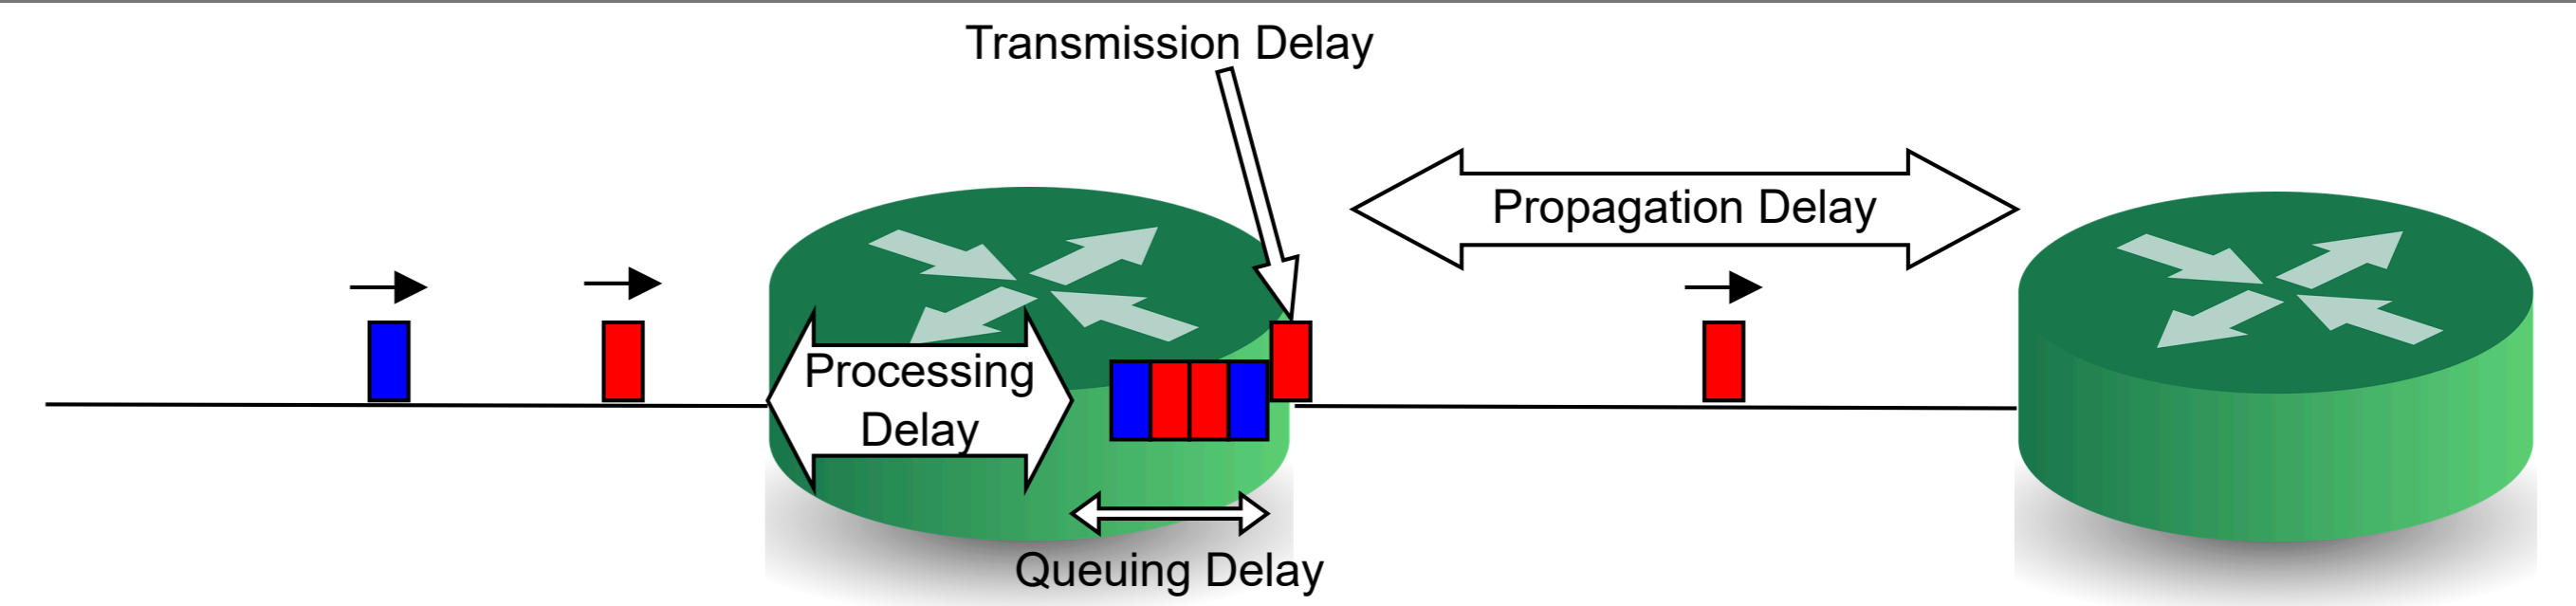 Transmission Delay
Propagation Delay
Processing
Delay
Queuing Delay